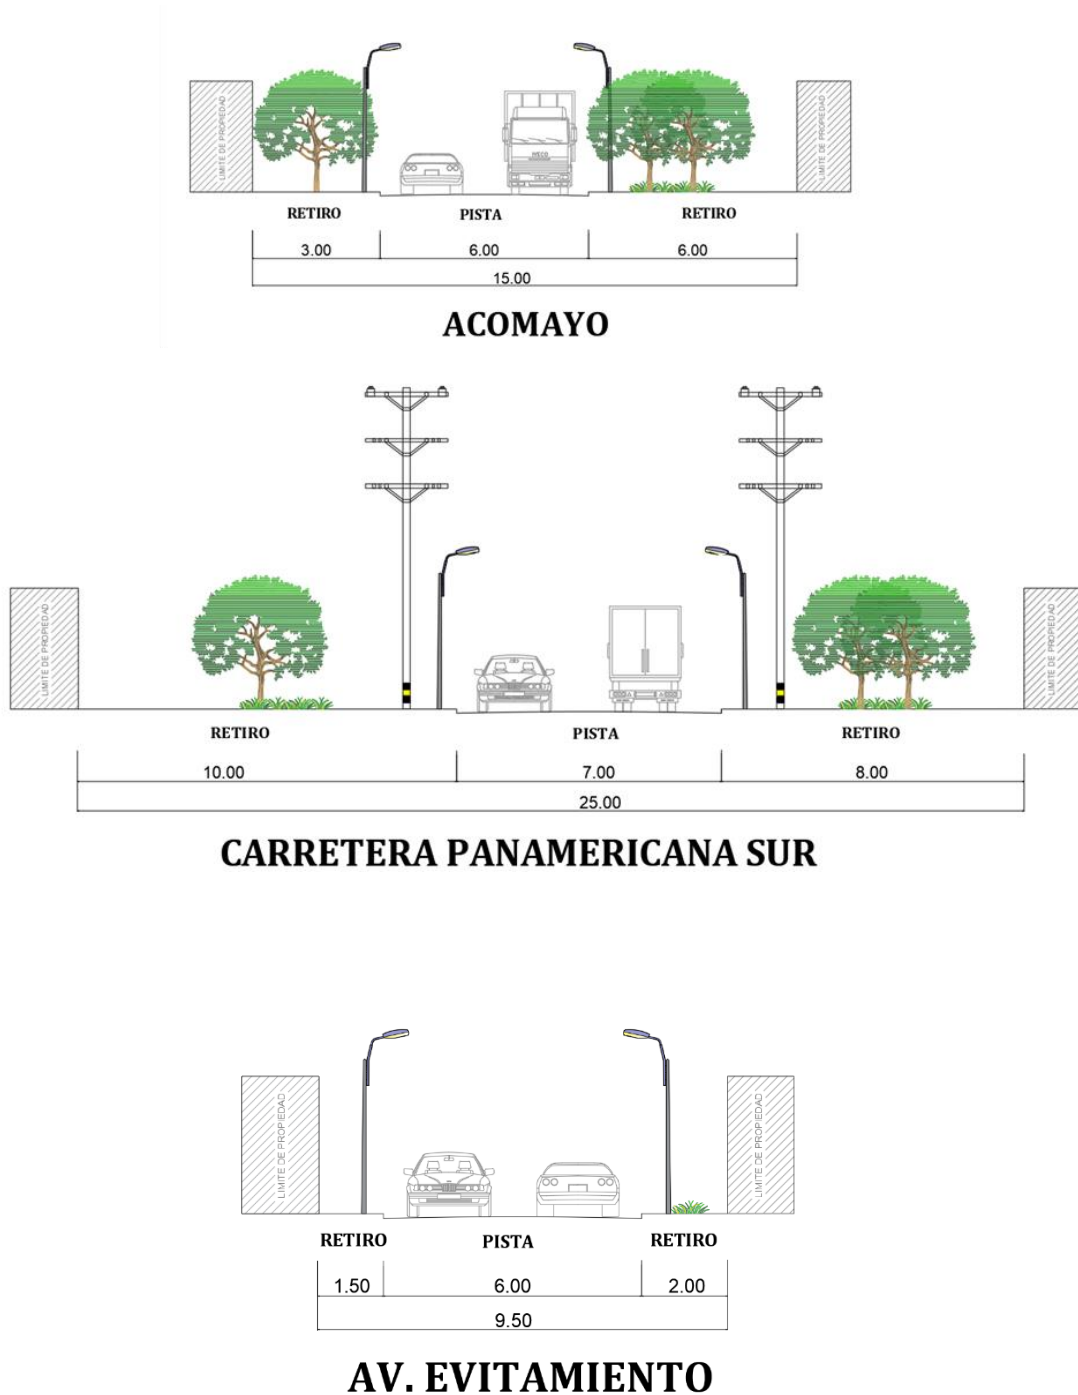 LIMITE DE PROPIEDAD
IVECO
LIMITE DE PROPIEDAD
RETIRO PISTA RETIRO
3.00 6.00 6.00
15.00
ACOMAYO
LIMITE DE PROPIEDAD
LIMITE DE PROPIEDAD
RETIRO PISTA RETIRO
10.00 7.00 8.00
25.00
CARRETERA PANAMERICANA SUR
LIMITE DE PROPIEDAD
LIMITE DE PROPIEDAD
RETIRO PISTA RETIRO
1.50 6.00 2.00
9.50
AV. EVITAMIENTO